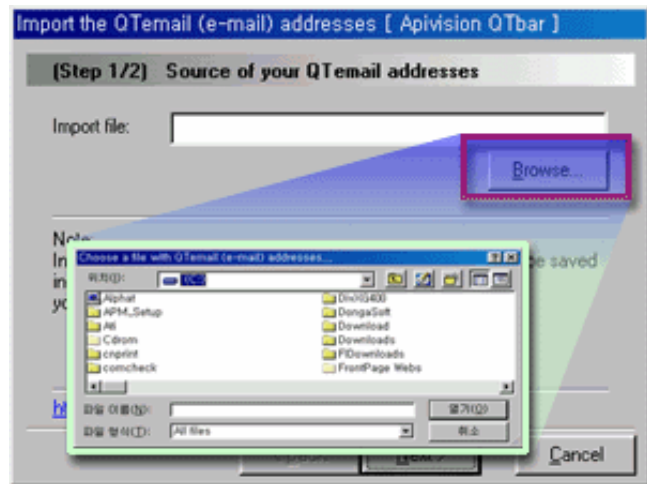 Import the QTemail (e-mail) addresses [ Apivision QTbar ]
(Step 1/2) Source of your QTemail addresses
Import file:
Browse...
Note:
In be saved
in
yo
Choose a file with QTemail (e-mail) addresses...
위치(I): (C:)
Alphat
APM_Setup
Ati
Cdrom
cnprint
comcheck
DivXG400
DongaSoft
Download
Downloads
FlDownloads
FrontPage Webs
파일 이름(N): 열기(O)
파일 형식(T): All files 취소
Next > Cancel